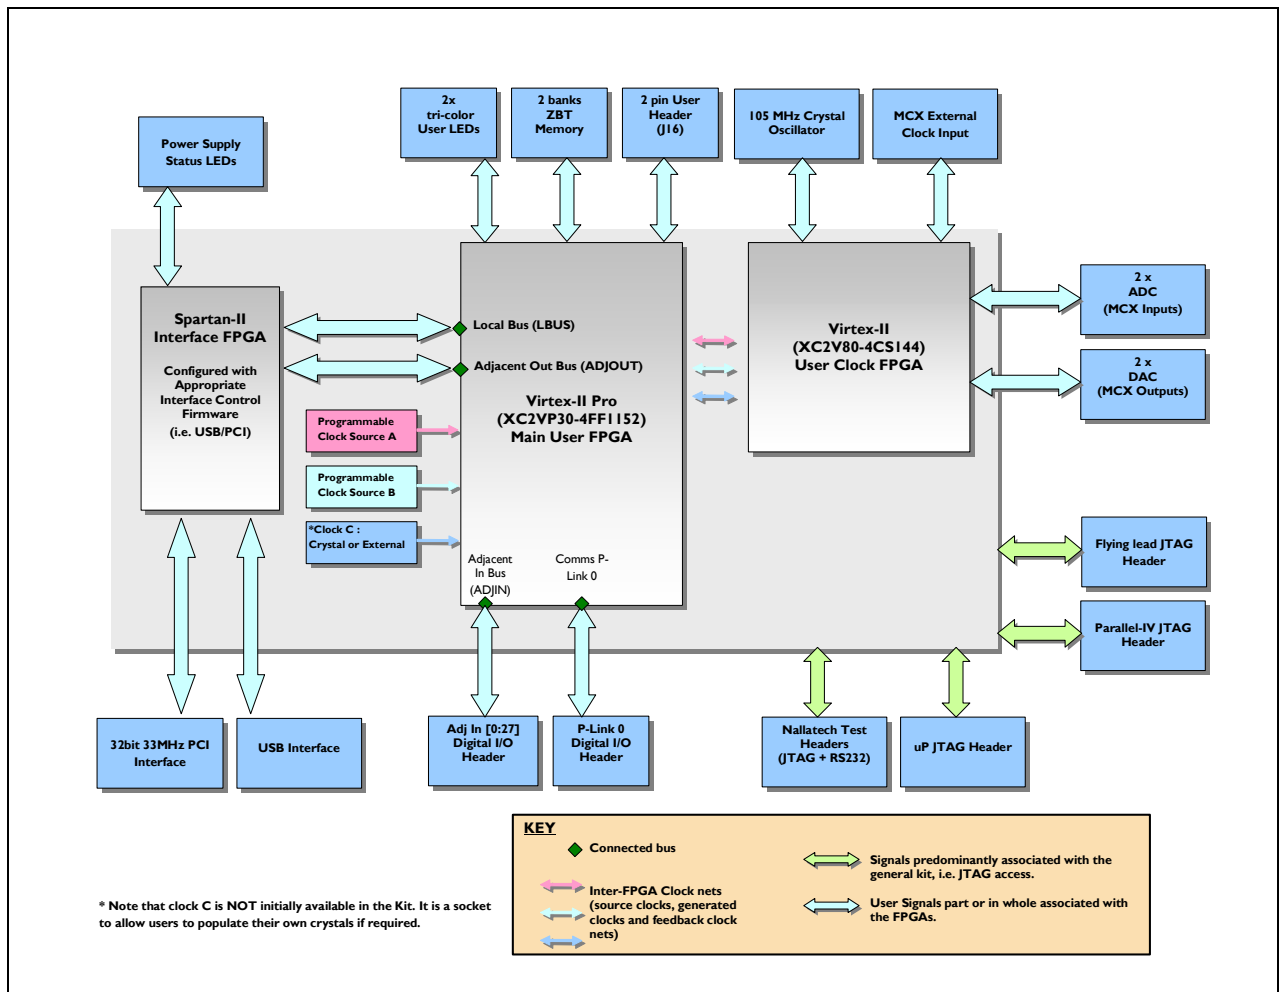 2x
tri-color
User LEDs
2 banks
ZBT
Memory
2 pin User
Header
(J16)
105 MHz Crystal
Oscillator
MCX External
Clock Input
Power Supply
Status LEDs
Spartan-II
Interface FPGA
Configured with
Appropriate
Interface Control
Firmware
(i.e. USB/PCI)
Local Bus (LBUS)
Adjacent Out Bus (ADJOUT)
Virtex-II Pro
(XC2VP30-4FF1152)
Main User FPGA
Virtex-II
(XC2V80-4CS144)
User Clock FPGA
2 x
ADC
(MCX Inputs)
2 x
DAC
(MCX Outputs)
Programmable
Clock Source A
Programmable
Clock Source B
*Clock C :
Crystal or External
Adjacent
In Bus
(ADJIN)
Comms P-
Link 0
Flying lead JTAG
Header
Parallel-IV JTAG
Header
32bit 33MHz PCI
Interface
USB Interface
Adj In [0:27]
Digital I/O
Header
P-Link 0
Digital I/O
Header
Nallatech Test
Headers
(JTAG + RS232)
uP JTAG Header
KEY
Connected bus
Inter-FPGA Clock nets
(source clocks, generated
clocks and feedback clock
nets)
Signals predominantly associated with the
general kit, i.e. JTAG access.
User Signals part or in whole associated with
the FPGAs.
* Note that clock C is NOT initially available in the Kit. It is a socket
to allow users to populate their own crystals if required.